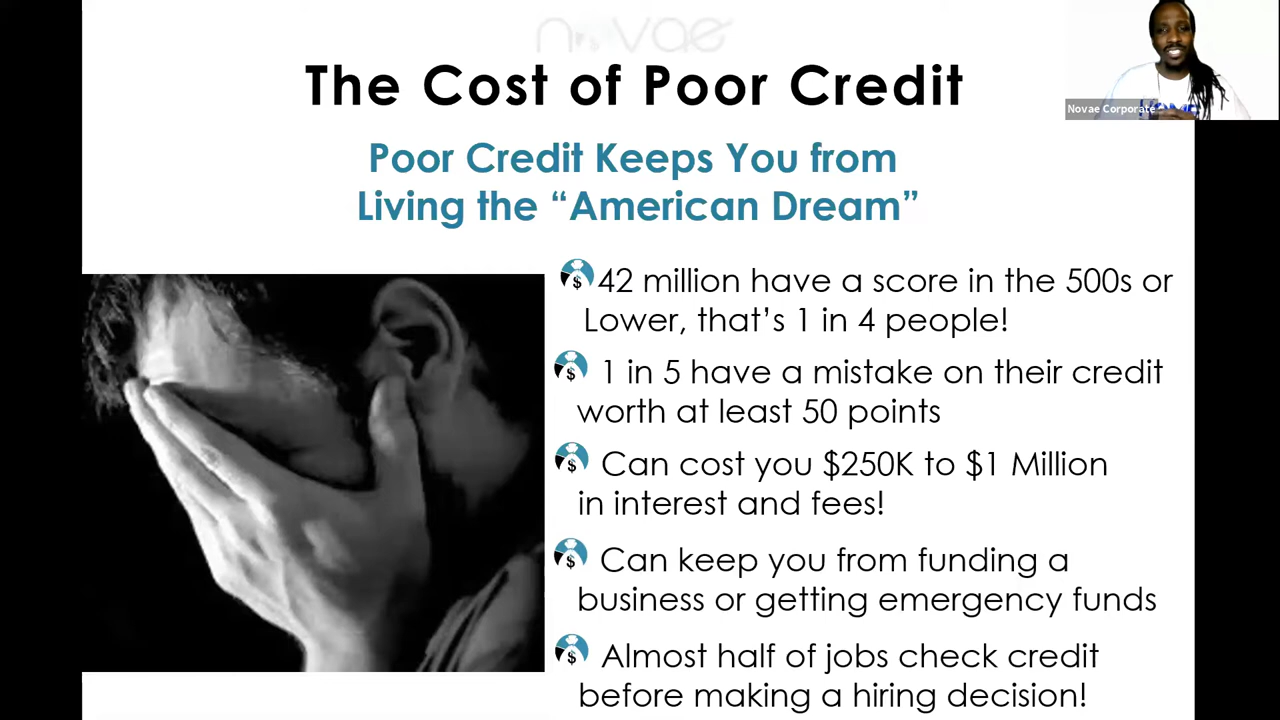 novae
The Cost of Poor Credit
Novae Corporate
Poor Credit Keeps You from
Living the “American Dream”
42 million have a score in the 500s or
Lower, that’s 1 in 4 people!
1 in 5 have a mistake on their credit
worth at least 50 points
Can cost you $250K to $1 Million
in interest and fees!
Can keep you from funding a
business or getting emergency funds
Almost half of jobs check credit
before making a hiring decision!